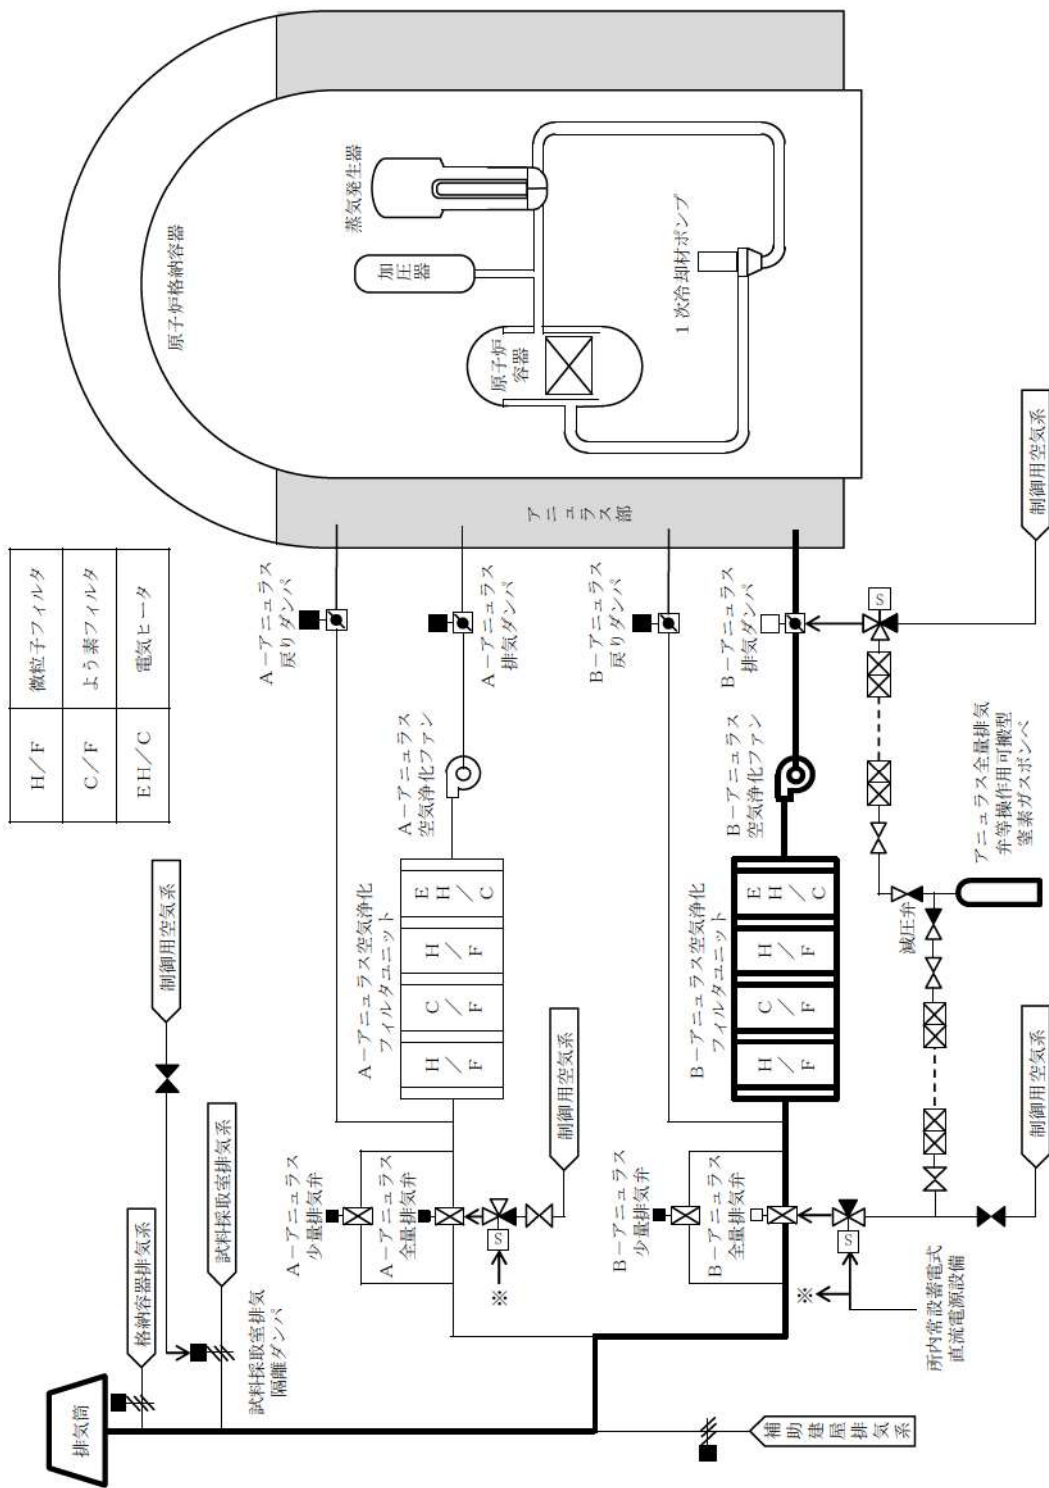 H/F 微粒子フィルタ
C/F よう素フィルタ
EH/C 電気ヒータ
原子炉格納容器
蒸気発生器
加圧器
原子炉
容器
1次冷却材ポンプ
アニュラス部
排気筒
格納容器排気系
試料採取室排気系
制御用空気系
試料採取室排気
隔離ダンパ
A-アニュラス
戻りダンパ
A-アニュラス
排気ダンパ
A-アニュラス
空気浄化ファン
A-アニュラス空気浄化
フィルタユニット
H/F
C/F
H/F
EH/C
A-アニュラス
少量排気弁
A-アニュラス
全量排気弁
S
※
制御用空気系
B-アニュラス
戻りダンパ
B-アニュラス
排気ダンパ
B-アニュラス
空気浄化ファン
B-アニュラス空気浄化
フィルタユニット
H/F
C/F
H/F
EH/C
B-アニュラス
少量排気弁
B-アニュラス
全量排気弁
S
※
所内常設蓄電式
直流電源設備
制御用空気系
減圧弁
アニュラス全量排気
弁等操作用可搬型
窒素ガスボンベ
S
制御用空気系
補助建屋排気系